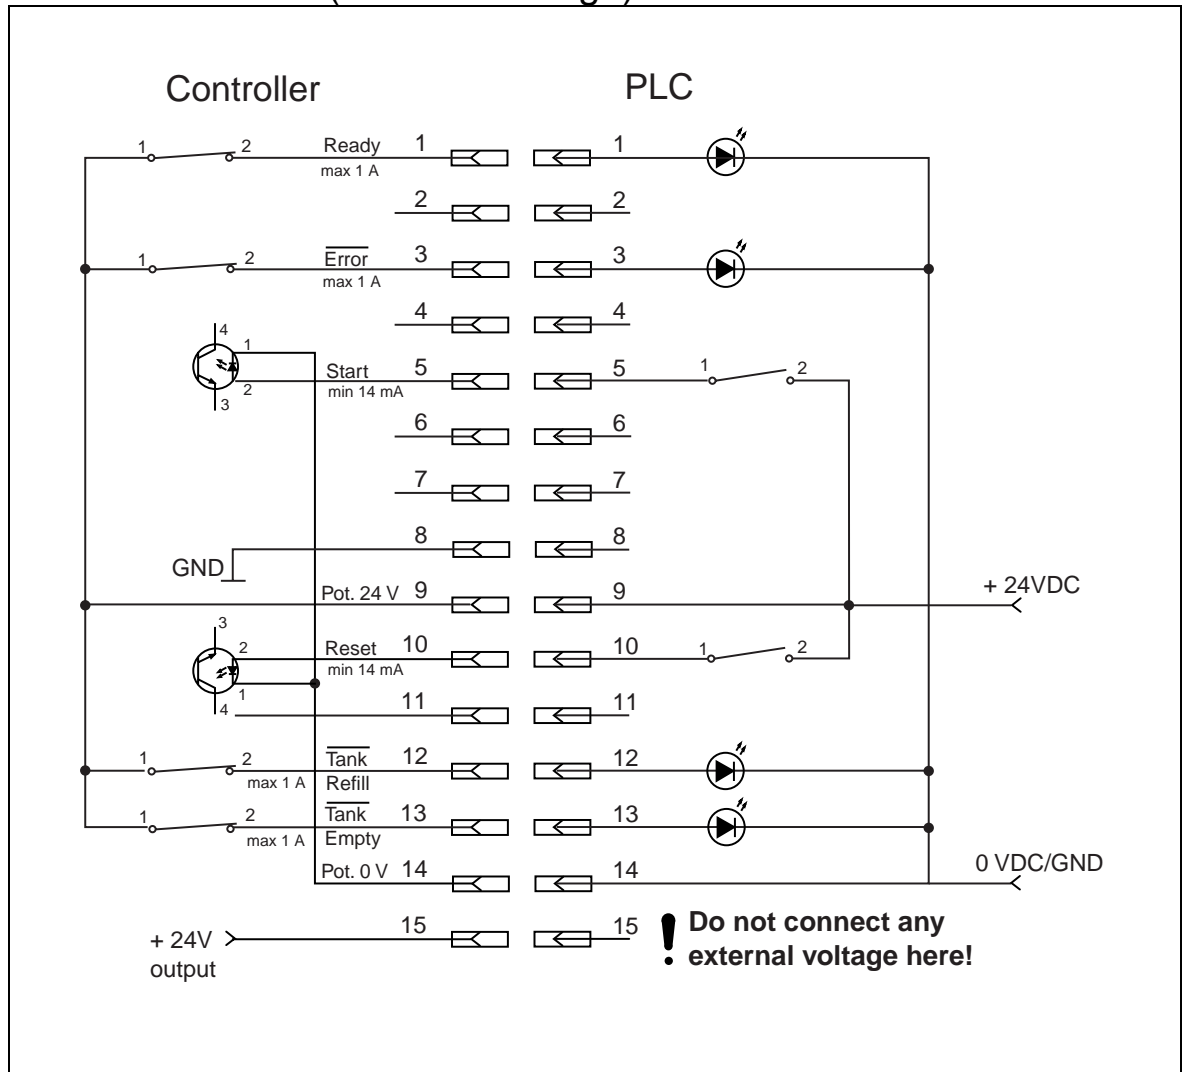 Controller PLC
1 2 Ready 1 1
max 1 A
2 2
1 2 Error 3 3
max 1 A
4 4
4
1 Start 5 5 1 2
2 min 14 mA
3
6 6
7 7
8 8
GND
Pot. 24 V 9 9 + 24VDC
3
2 Reset 10 10 1 2
min 14 mA
1
4 11 11
1 2 Tank 12 12
max 1 A Refill
1 2 Tank 13 13
max 1 A Empty
Pot. 0 V 14 14 0 VDC/GND
15 15 ! Do not connect any
+ 24V external voltage here!
output